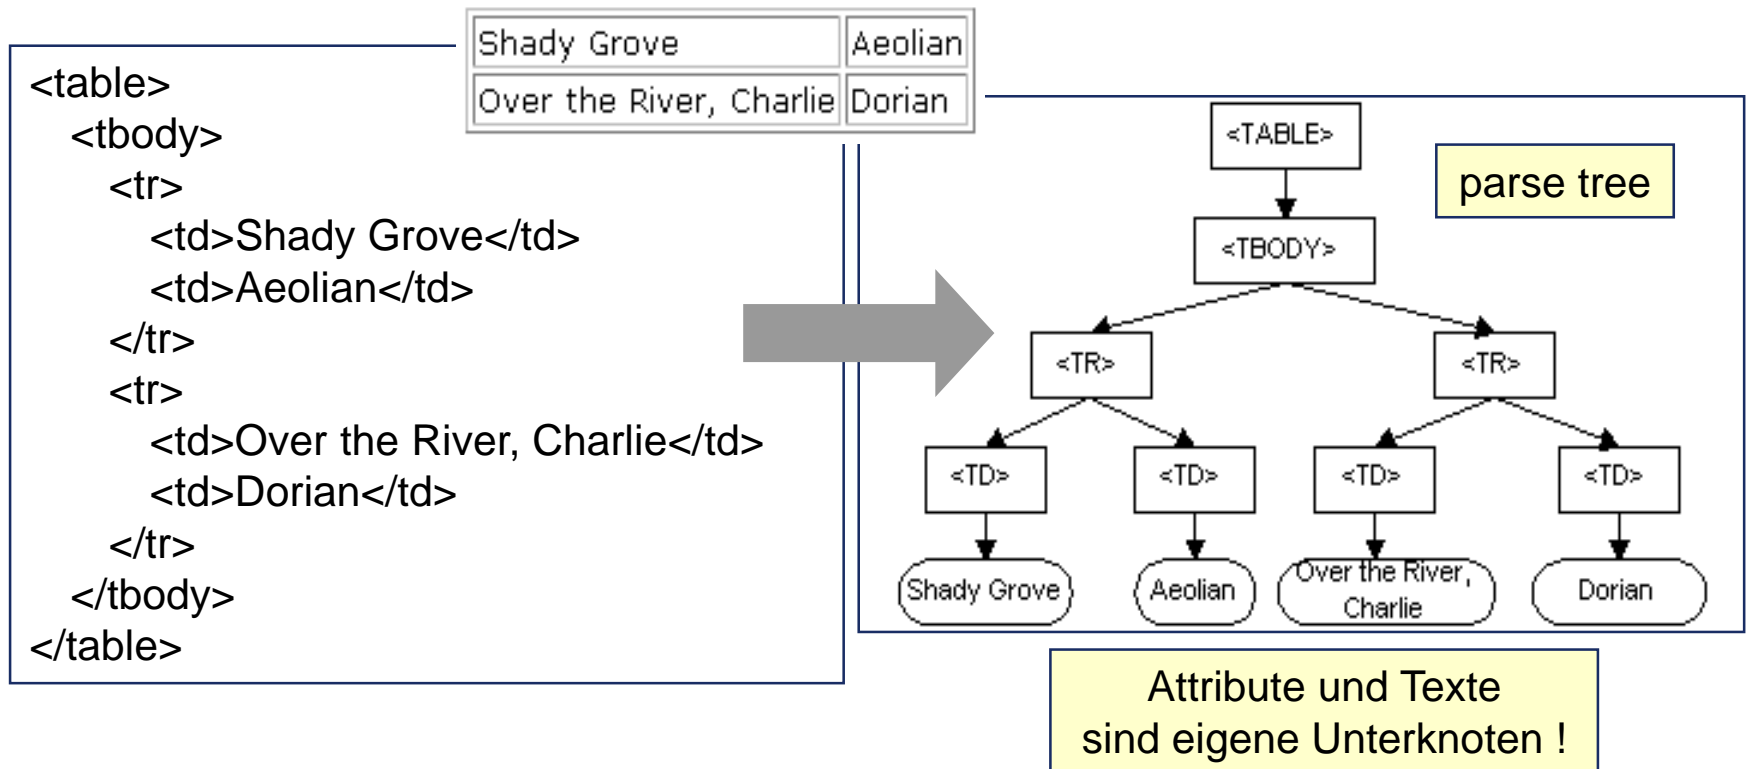 Shady Grove Aeolian
Over the River, Charlie Dorian
<table>
<tbody>
<tr>
<td>Shady Grove</td>
<td>Aeolian</td>
</tr>
<tr>
<td>Over the River, Charlie</td>
<td>Dorian</td>
</tr>
</tbody>
</table>
<TABLE>
parse tree
<TBODY>
<TR> <TR>
<TD> <TD> <TD> <TD>
Shady Grove Aeolian Over the River, Dorian
Charlie
Attribute und Texte
sind eigene Unterknoten !